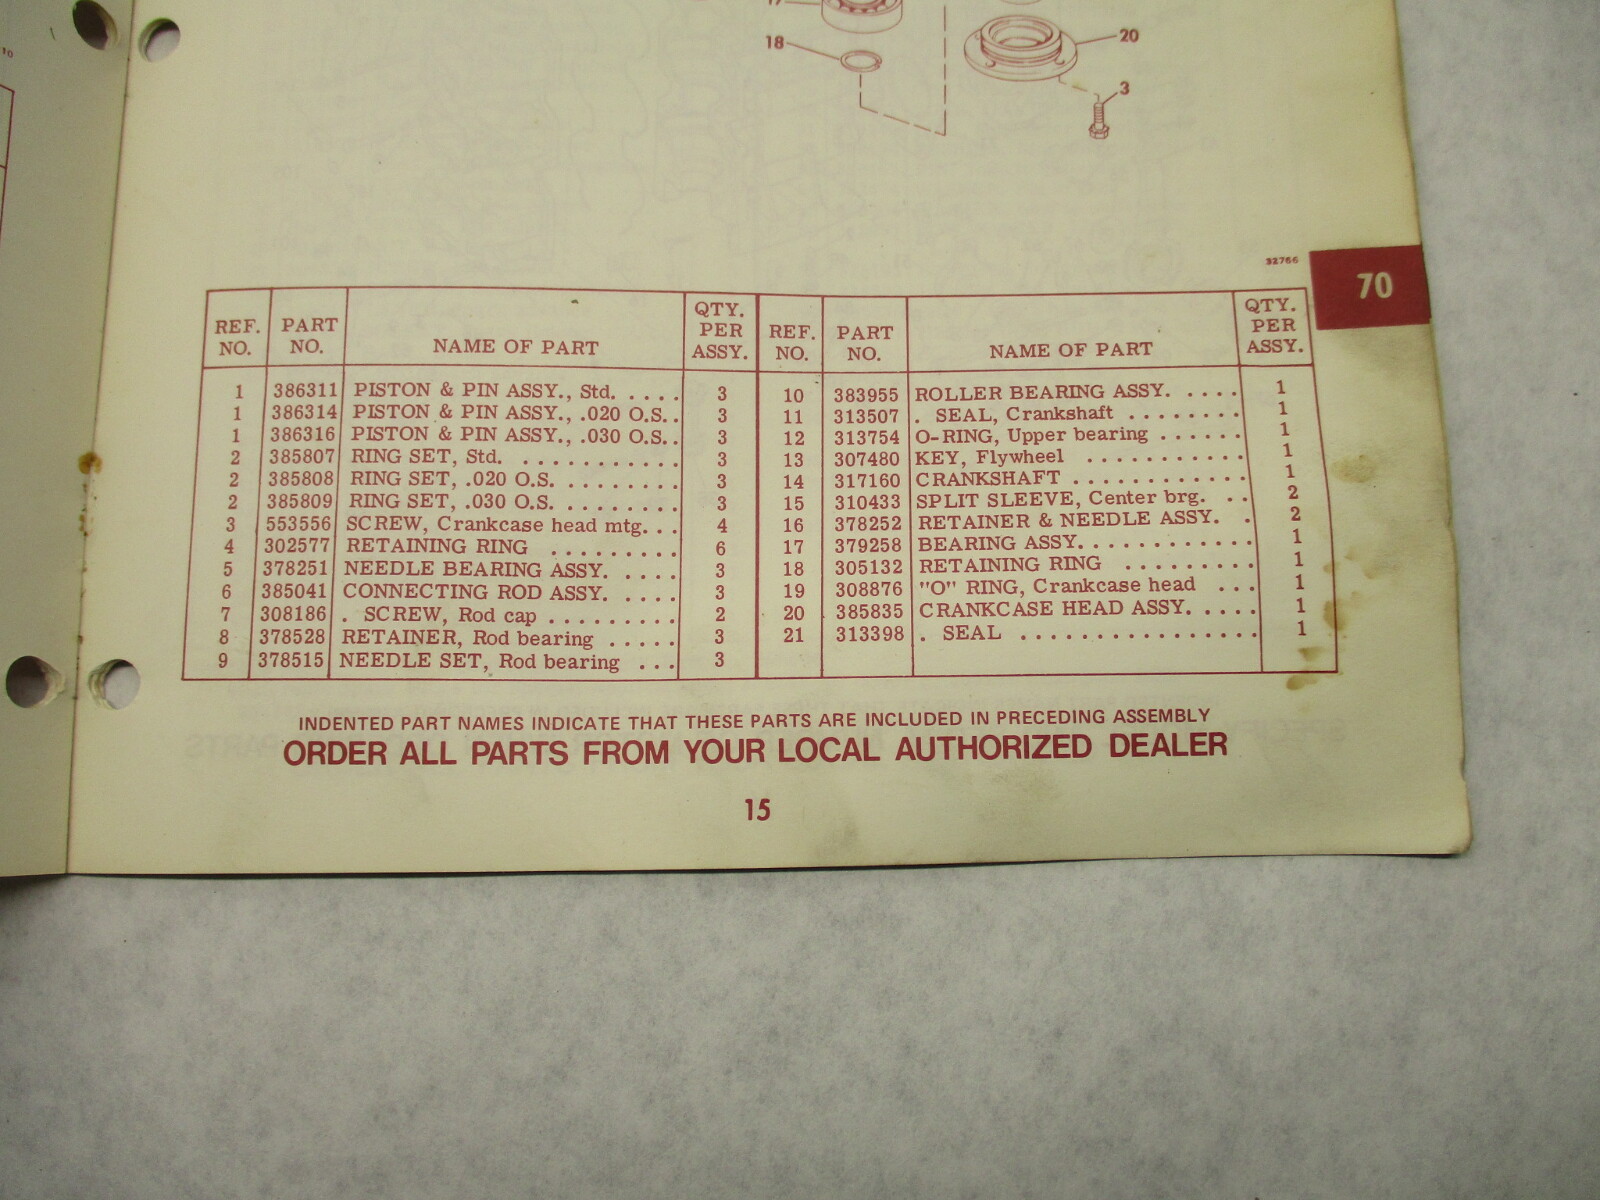 10
17
18
20
3
32766
70
REF. NO. PART NO. NAME OF PART QTY. PER ASSY. REF. NO. PART NO. NAME OF PART QTY. PER ASSY.
1 386311 PISTON & PIN ASSY., Std. ..... 3
1 386314 PISTON & PIN ASSY., .020 O.S.. 3
1 386316 PISTON & PIN ASSY., .030 O.S.. 3
2 385807 RING SET, Std. ........... 3
2 385808 RING SET, .020 O.S. ........ 3
2 385809 RING SET, .030 O.S. ........ 3
3 553556 SCREW, Crankcase head mtg. .. 4
4 302577 RETAINING RING ......... 6
5 378251 NEEDLE BEARING ASSY. .... 3
6 385041 CONNECTING ROD ASSY. .... 3
7 308186 . SCREW, Rod cap ......... 2
8 378528 RETAINER, Rod bearing ..... 3
9 378515 NEEDLE SET, Rod bearing ... 3
10 383955 ROLLER BEARING ASSY. .... 1
11 313507 . SEAL, Crankshaft ........ 1
12 313754 O-RING, Upper bearing ...... 1
13 307480 KEY, Flywheel ........... 1
14 317160 CRANKSHAFT ............ 1
15 310433 SPLIT SLEEVE, Center brg. .. 2
16 378252 RETAINER & NEEDLE ASSY. . 2
17 379258 BEARING ASSY. ........... 1
18 305132 RETAINING RING ......... 1
19 308876 "O" RING, Crankcase head ... 1
20 385835 CRANKCASE HEAD ASSY. .... 1
21 313398 . SEAL ................. 1
INDENTED PART NAMES INDICATE THAT THESE PARTS ARE INCLUDED IN PRECEDING ASSEMBLY
ORDER ALL PARTS FROM YOUR LOCAL AUTHORIZED DEALER
15